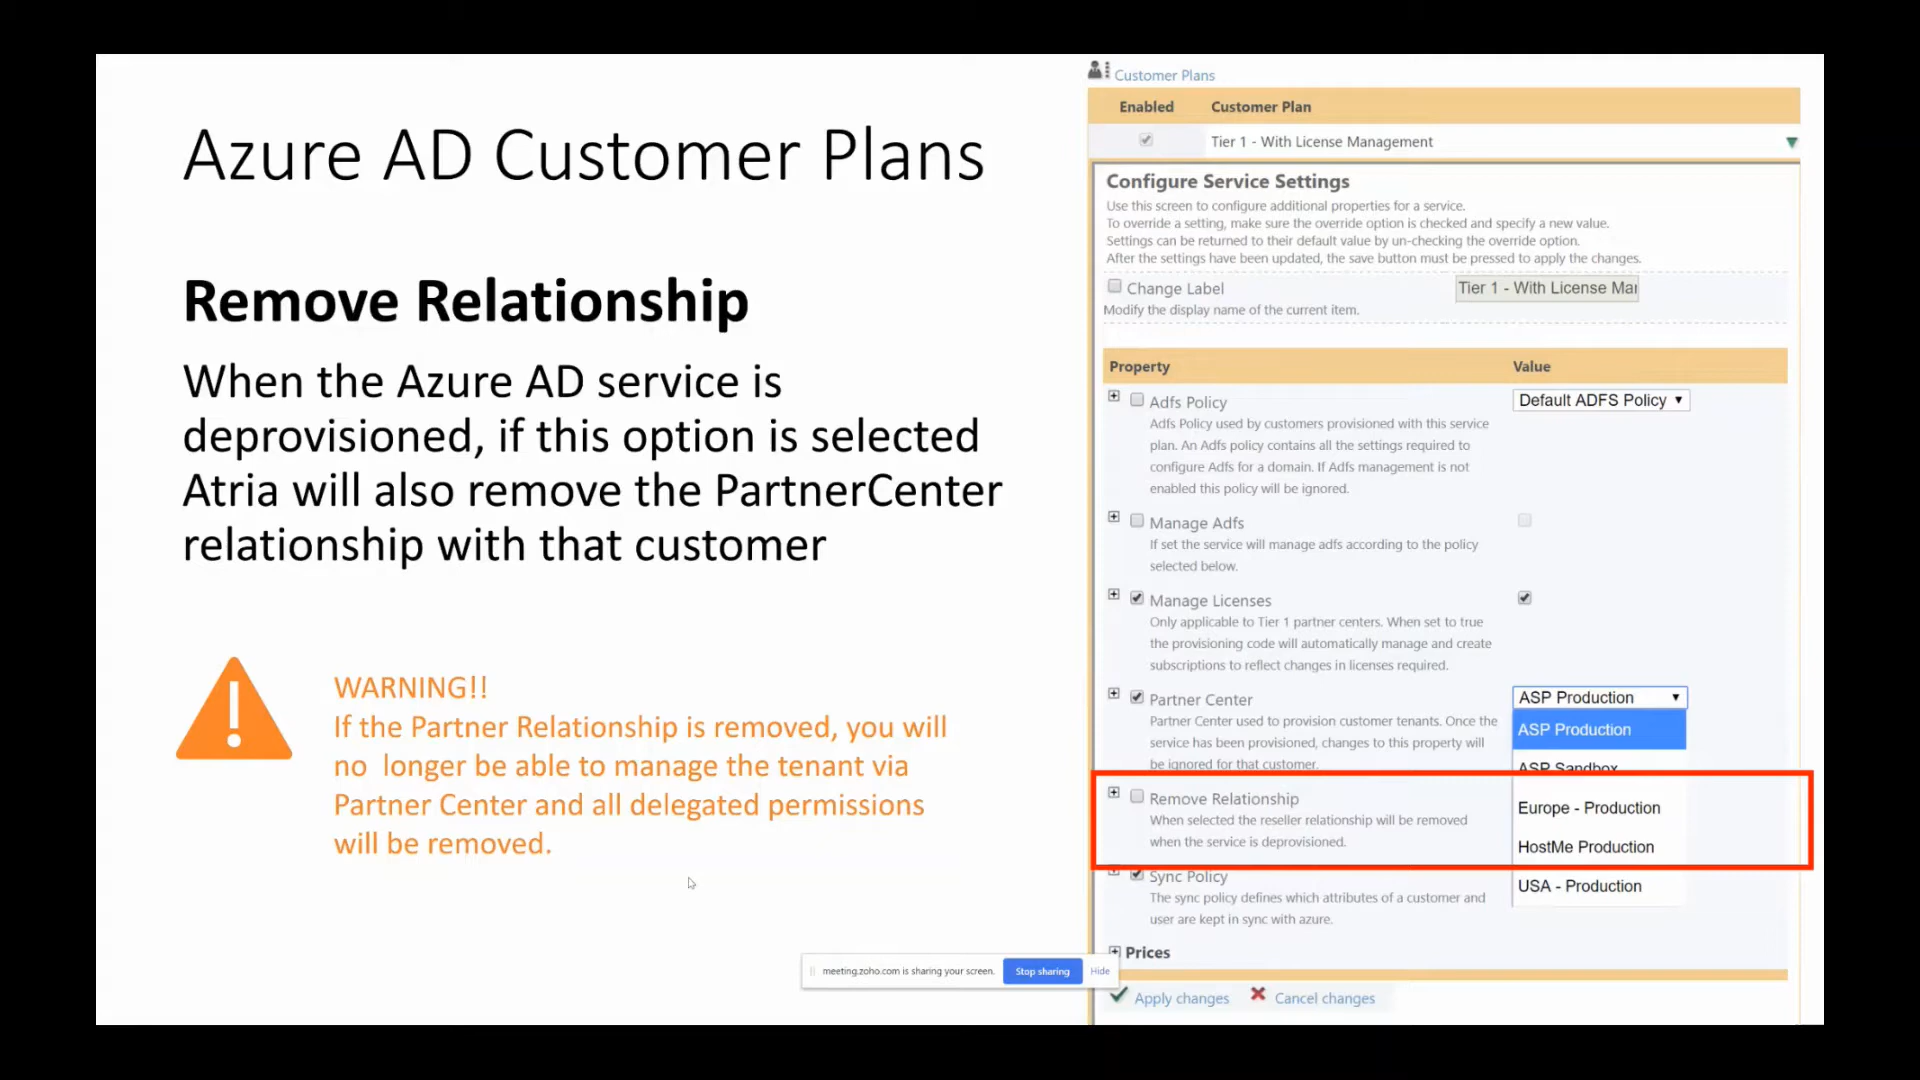 Azure AD Customer Plans
Remove Relationship
When the Azure AD service is
deprovisioned, if this option is selected
Atria will also remove the PartnerCenter
relationship with that customer
WARNING!!
If the Partner Relationship is removed, you will
no longer be able to manage the tenant via
Partner Center and all delegated permissions
will be removed.
Customer Plans
Enabled Customer Plan
Tier 1 - With License Management
Configure Service Settings
Use this screen to configure additional properties for a service.
To override a setting, make sure the override option is checked and specify a new value.
Settings can be returned to their default value by un-checking the override option.
After the settings have been updated, the save button must be pressed to apply the changes.
Change Label Tier 1 - With License Mar
Modify the display name of the current item.
Property Value
Adfs Policy Default ADFS Policy
Adfs Policy used by customers provisioned with this service
plan. An Adfs policy contains all the settings required to
configure Adfs for a domain. If Adfs management is not
enabled this policy will be ignored.
Manage Adfs
If set the service will manage adfs according to the policy
selected below.
Manage Licenses
Only applicable to Tier 1 partner centers. When set to true
the provisioning code will automatically manage and create
subscriptions to reflect changes in licenses required.
Partner Center ASP Production
Partner Center used to provision customer tenants. Once the
service has been provisioned, changes to this property will
be ignored for that customer.
ASP Production
ASP Sandbox
Europe - Production
HostMe Production
USA - Production
Remove Relationship
When selected the reseller relationship will be removed
when the service is deprovisioned.
Sync Policy
The sync policy defines which attributes of a customer and
user are kept in sync with azure.
Prices
Apply changes Cancel changes
meeting.zoho.com is sharing your screen. Stop sharing Hide